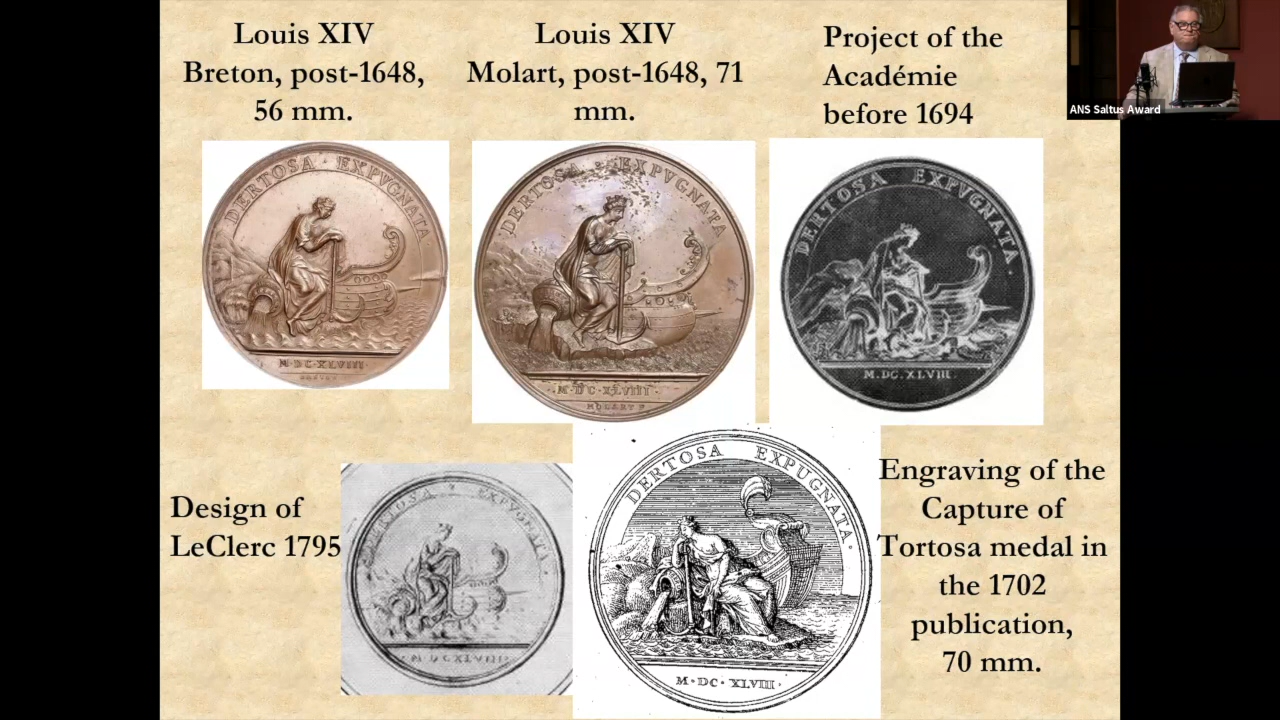 Louis XIV
Breton, post-1648,
56 mm.
Louis XIV
Molart, post-1648, 71
mm.
Project of the
Académie
before 1694
ANS Saltus Award
DERTOSA · EXPVGNATA
M·DC·XLVIII
DERTOSA EXPVGNATA
·M·DC·XLVIII·
MOLART F
DERTOSA EXPVGNATA·
M.DC.XLVIII.
Design of
LeClerc 1795
EXPVGNATA
M DCXLVIII
DERTOSA EXPUGNATA.
M·DC·XLVIII·
Engraving of the
Capture of
Tortosa medal in
the 1702
publication,
70 mm.